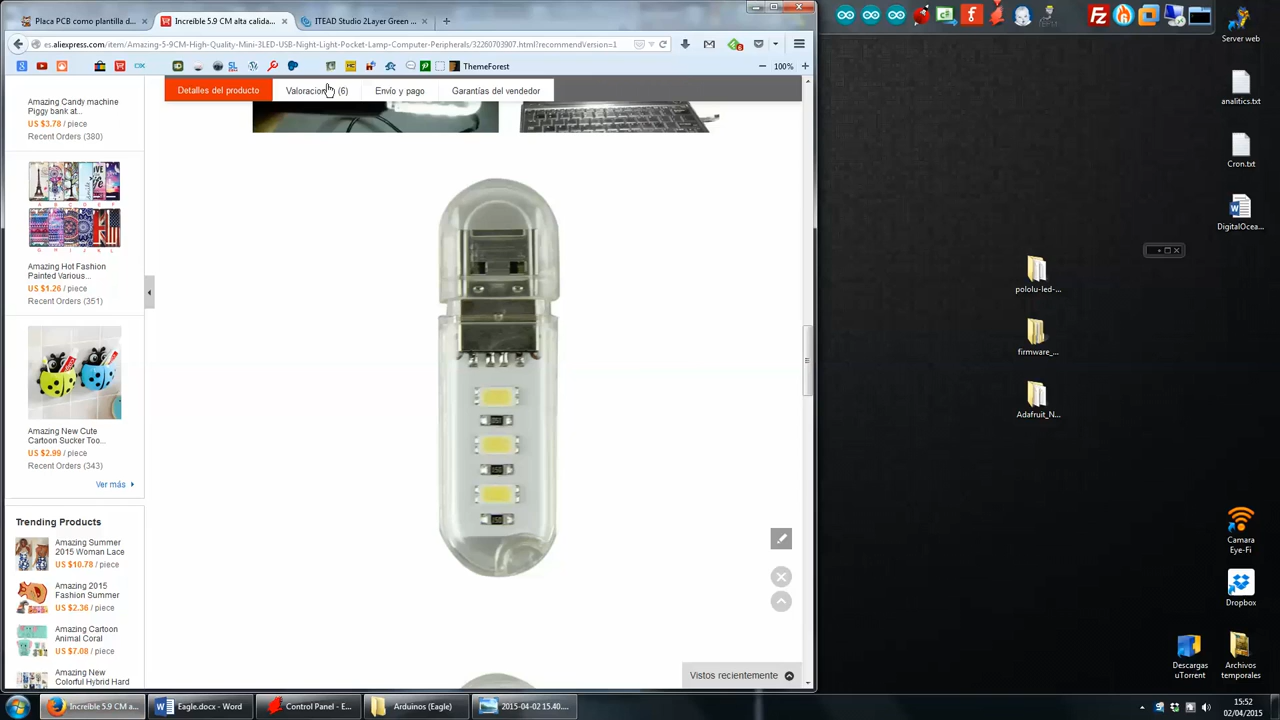 Placa PCB como plantilla d...
Increíble 5.9 CM alta calida...
ITEAD Studio 2Layer Green ...
es.aliexpress.com/item/Amazing-5-9CM-High-Quality-Mini-3LED-USB-Night-Light-Pocket-Lamp-Computer-Peripherals/32260703907.html?recommendVersion=1
ThemeForest
100%
Detalles del producto
(6)
Envío y pago
Garantías del vendedor
Amazing Candy machine
Piggy bank at...
US $3.78 / piece
Recent Orders (380)
Amazing Hot Fashion
Painted Various...
US $1.26 / piece
Recent Orders (351)
Amazing New Cute
Cartoon Sucker Too...
US $2.99 / piece
Recent Orders (343)
Ver más
Trending Products
Amazing Summer
2015 Woman Lace
US $10.78 / piece
Amazing 2015
Fashion Summer
US $2.36 / piece
Amazing Cartoon
Animal Coral
US $7.08 / piece
Amazing New
Colorful Hybrid Hard
Vistos recientemente
Server web
analitics.txt
Cron.txt
DigitalOcea...
pololu-led-...
firmware_...
Adafruit_N...
Camara
Eye-Fi
Dropbox
Descargas
uTorrent
Archivos
temporales
Increíble 5.9 CM a...
Eagle.docx - Word
Control Panel - E...
Arduinos (Eagle)
2015-04-02 15.40....
15:52
02/04/2015